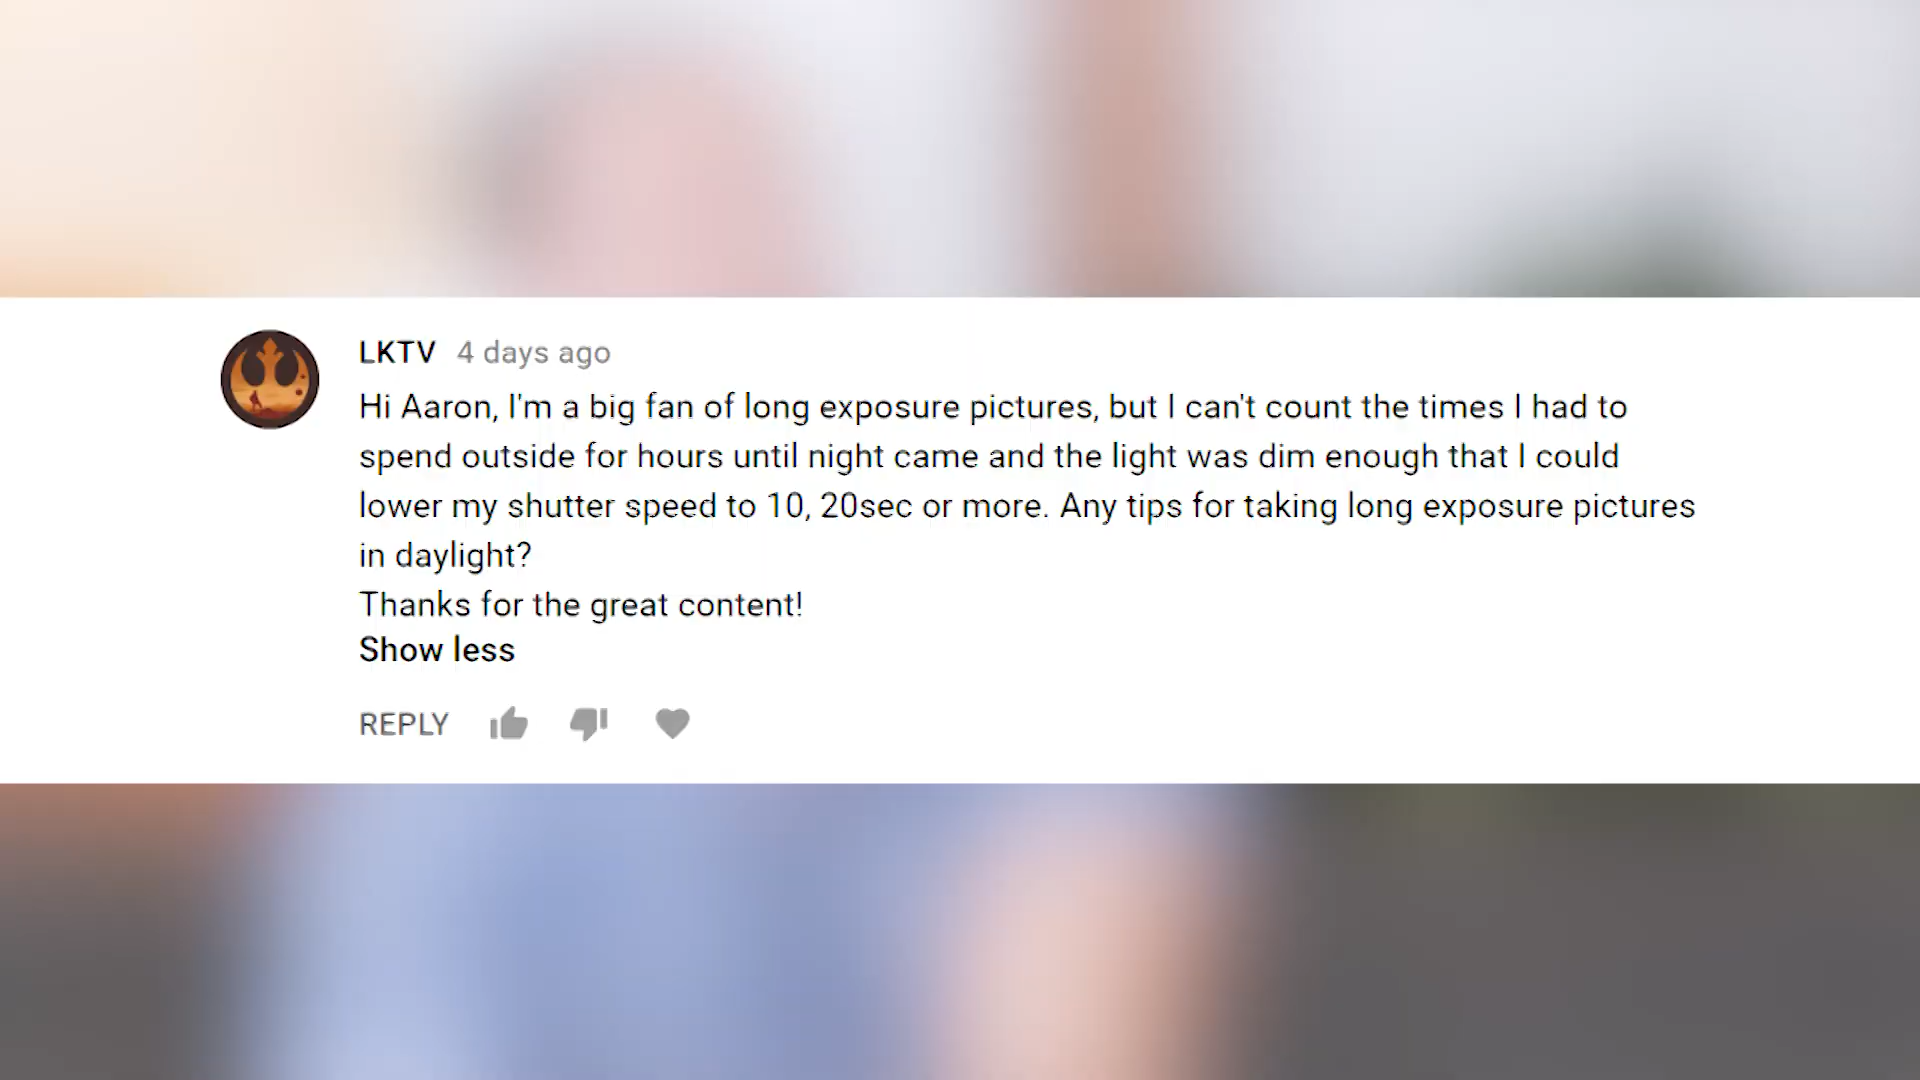 LKTV 4 days ago
Hi Aaron, I'm a big fan of long exposure pictures, but I can't count the times I had to
spend outside for hours until night came and the light was dim enough that I could
lower my shutter speed to 10, 20sec or more. Any tips for taking long exposure pictures
in daylight?
Thanks for the great content!
Show less
REPLY